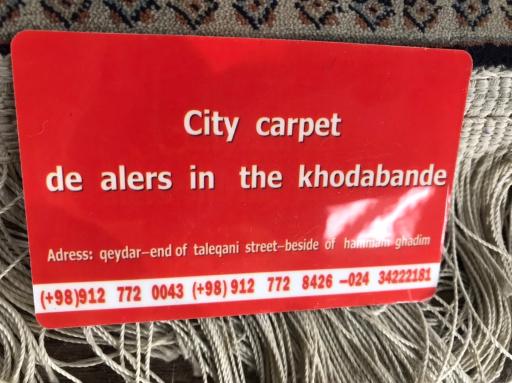 City carpet
de alers in the khodabande
Adress: qeydar-end of taleqani street-beside of hammam ghadim
(+98)912 772 0043 (+98) 912 772 8426 -024 34222181